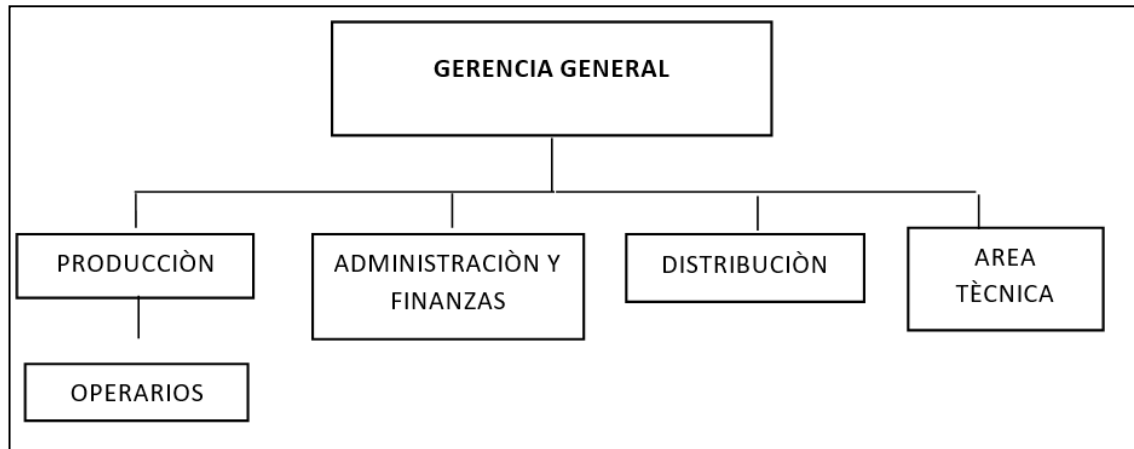 GERENCIA GENERAL
PRODUCCIÒN
ADMINISTRACIÒN Y
FINANZAS
DISTRIBUCIÒN
AREA
TÈCNICA
OPERARIOS